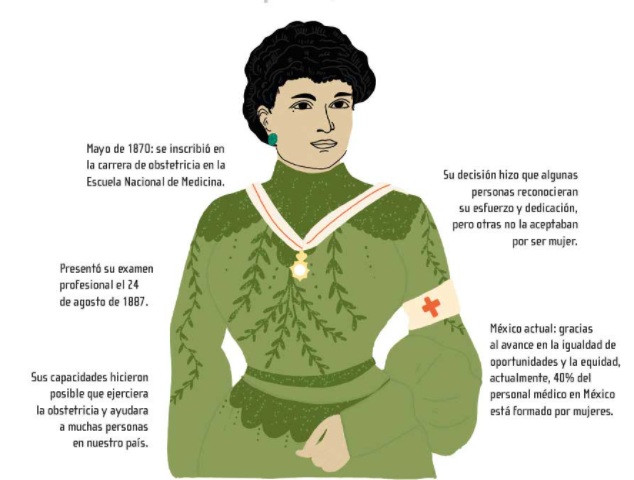 Mayo de 1870: se inscribió en
la carrera de obstetricia en la
Escuela Nacional de Medicina.
Presentó su examen
profesional el 24
de agosto de 1887.
Sus capacidades hicieron
posible que ejerciera
la obstetricia y ayudara
a muchas personas
en nuestro país.
Su decisión hizo que algunas
personas reconocieran
su esfuerzo y dedicación,
pero otras no la aceptaban
por ser mujer.
México actual: gracias
al avance en la igualdad de
oportunidades y la equidad,
actualmente, 40% del
personal médico en México
está formado por mujeres.